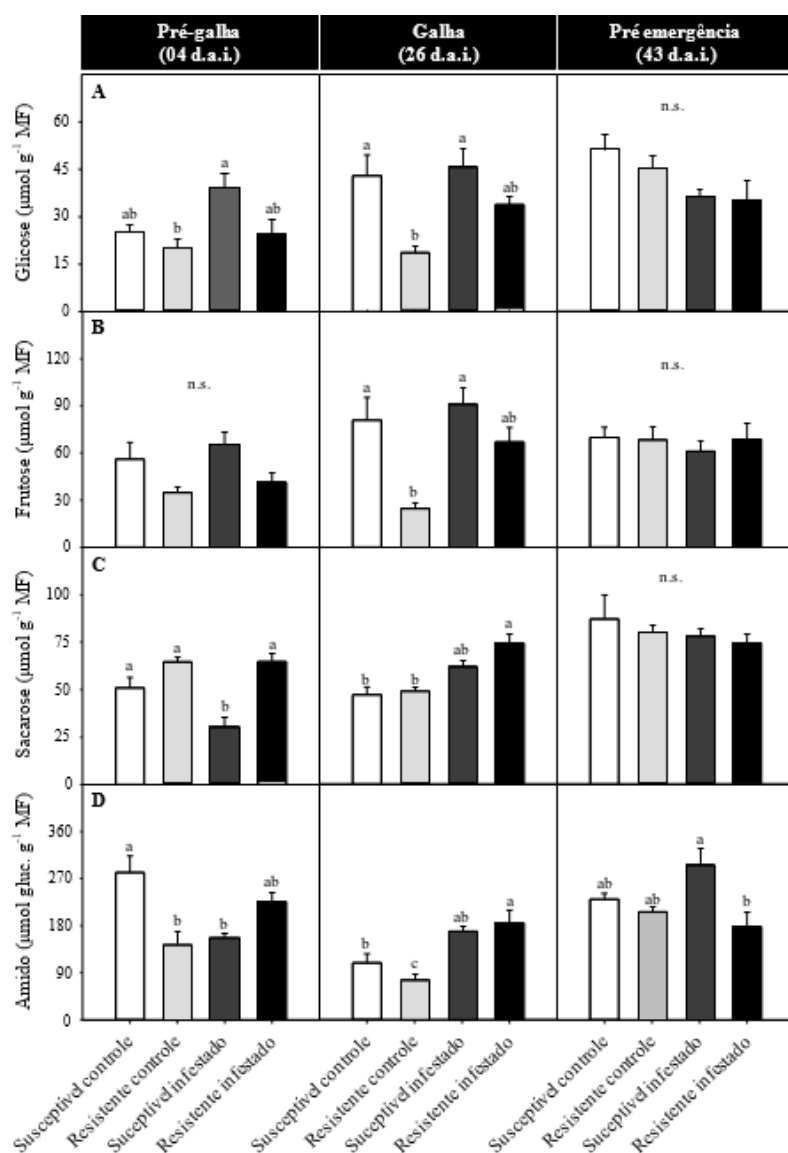 Pré-galha
(04 d.a.i.)
Galha
(26 d.a.i.)
Pré emergência
(43 d.a.i.)
A
Glicose (µmol g⁻¹ MF)
60
45
30
15
0
ab
b
a
ab
a
b
a
ab
n.s.
B
Frutose (µmol g⁻¹ MF)
120
90
60
30
0
n.s.
a
b
a
ab
n.s.
C
Sacarose (µmol g⁻¹ MF)
100
75
50
25
0
a
a
b
a
b
b
ab
a
n.s.
D
Amido (µmol gluc. g⁻¹ MF)
360
270
180
90
0
a
b
b
ab
b
c
ab
a
ab
ab
a
b
Susceptível controle
Resistente controle
Suceptível infestado
Resistente infestado
Susceptível controle
Resistente controle
Suceptível infestado
Resistente infestado
Susceptível controle
Resistente controle
Suceptível infestado
Resistente infestado